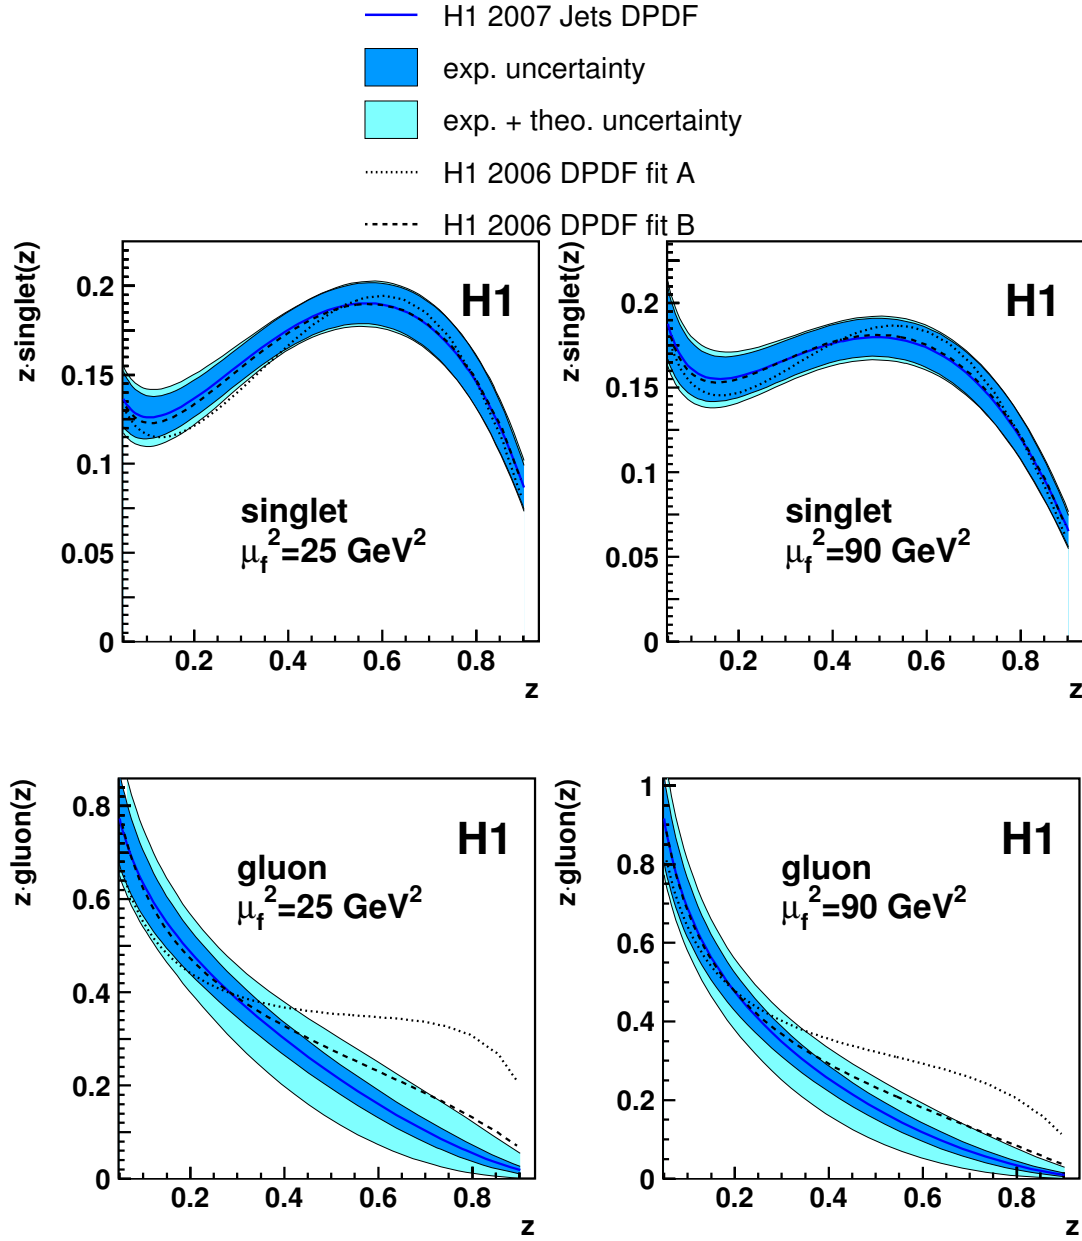 H1 2007 Jets DPDF
exp. uncertainty
exp. + theo. uncertainty
H1 2006 DPDF fit A
H1 2006 DPDF fit B
z·singlet(z)
H1
0.2
0.15
0.1
0.05
0
singlet
μf²=25 GeV²
0.2 0.4 0.6 0.8
z
z·singlet(z)
H1
0.2
0.15
0.1
0.05
0
singlet
μf²=90 GeV²
0.2 0.4 0.6 0.8
z
z·gluon(z)
H1
0.8
0.6
0.4
0.2
0
gluon
μf²=25 GeV²
0.2 0.4 0.6 0.8
z
z·gluon(z)
H1
1
0.8
0.6
0.4
0.2
0
gluon
μf²=90 GeV²
0.2 0.4 0.6 0.8
z